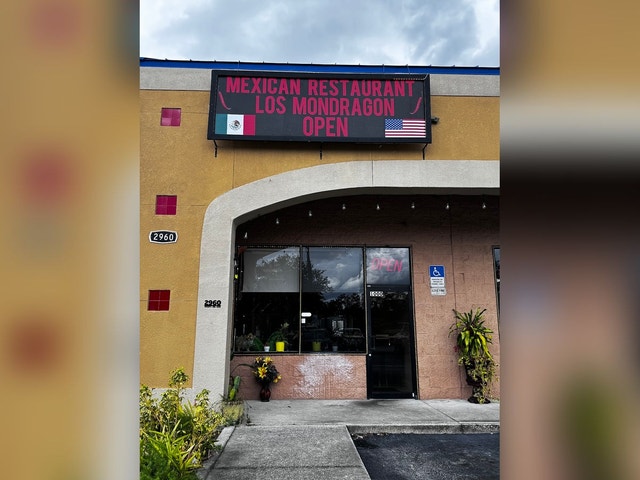 MEXICAN RESTAURANT
LOS MONDRAGON
OPEN
2960
OPEN
2960